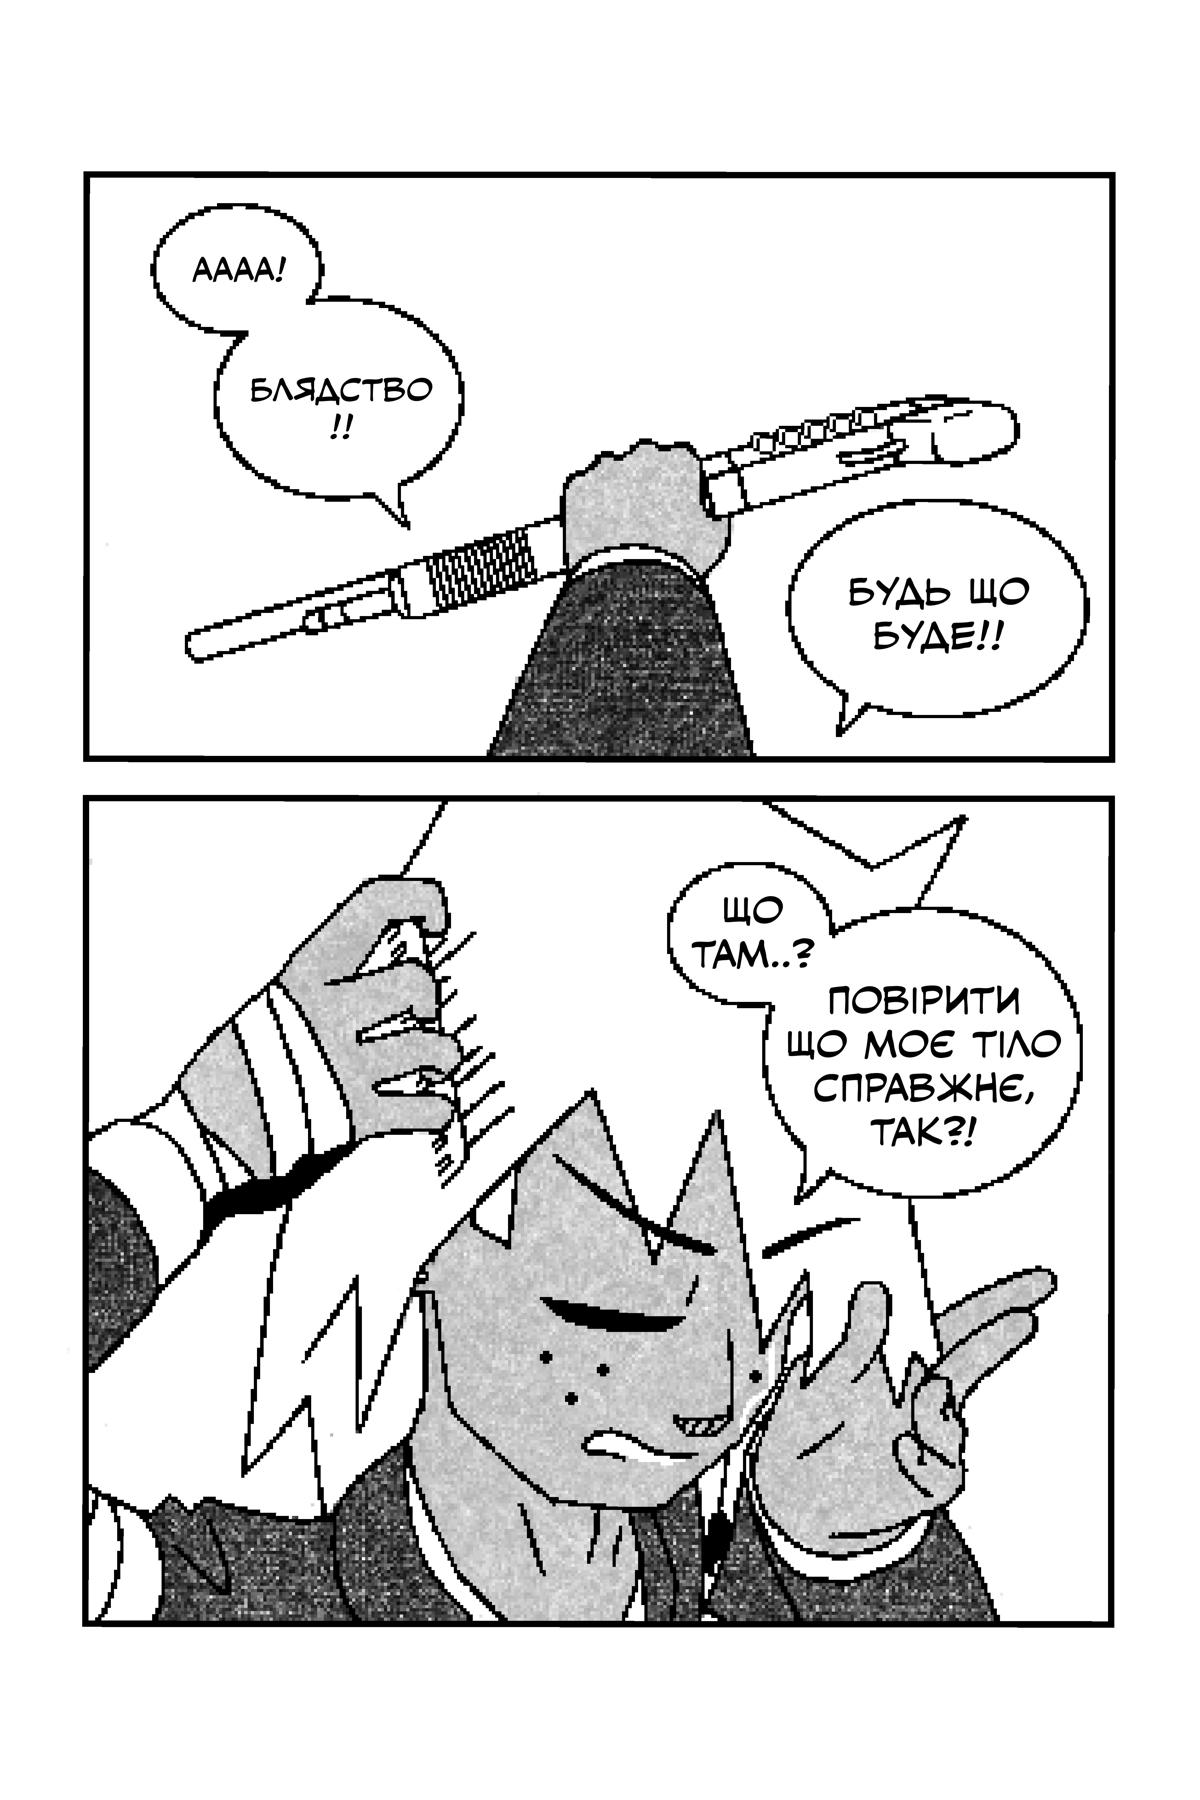 АААА!
БЛЯДСТВО
!!
БУДЬ ЩО
БУДЕ!!
ЩО
ТАМ..?
ПОВІРИТИ
ЩО МОЄ ТІЛО
СПРАВЖНЄ,
ТАК?!